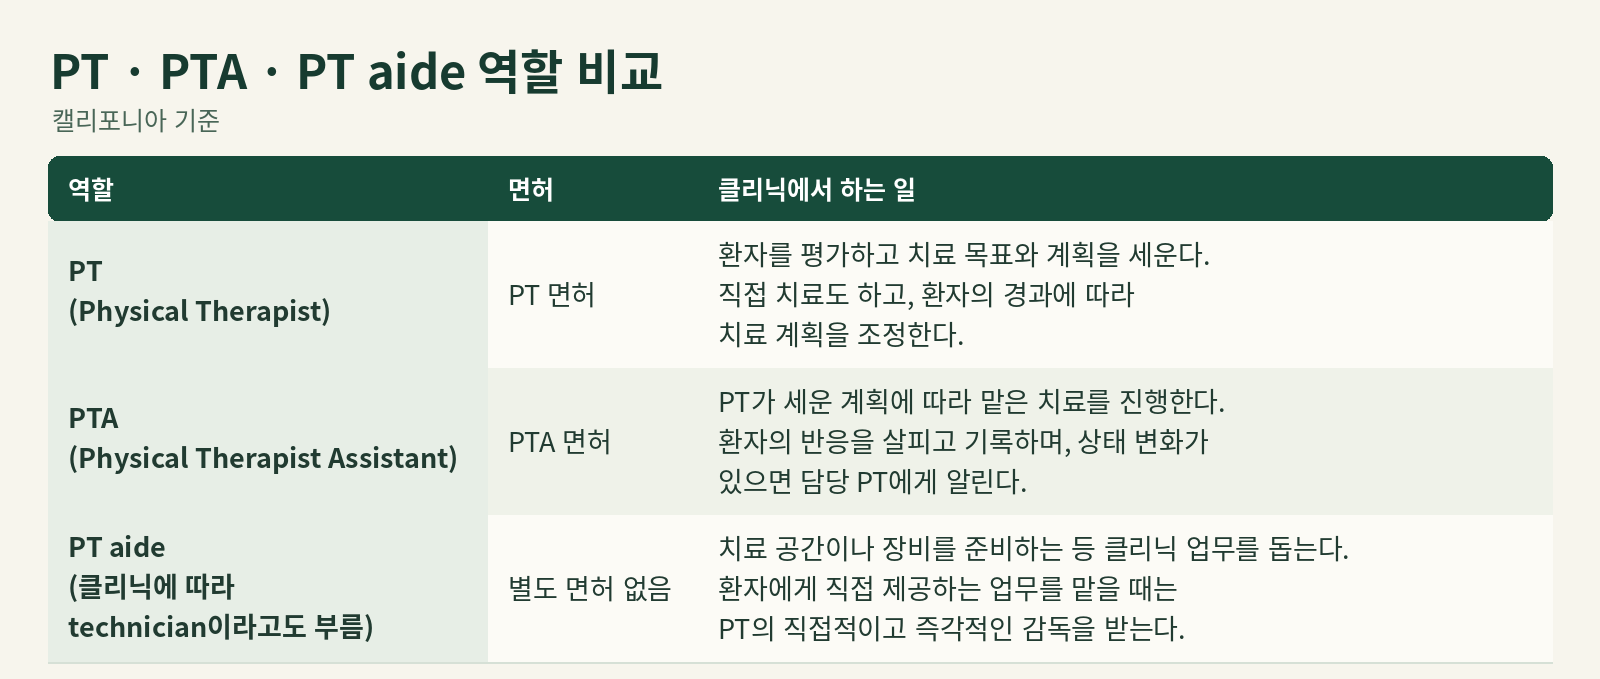 PT · PTA · PT aide 역할 비교
캘리포니아 기준
역할 면허 클리닉에서 하는 일
PT
(Physical Therapist)
PT 면허
환자를 평가하고 치료 목표와 계획을 세운다.
직접 치료도 하고, 환자의 경과에 따라
치료 계획을 조정한다.
PTA
(Physical Therapist Assistant)
PTA 면허
PT가 세운 계획에 따라 맡은 치료를 진행한다.
환자의 반응을 살피고 기록하며, 상태 변화가
있으면 담당 PT에게 알린다.
PT aide
(클리닉에 따라
technician이라고도 부름)
별도 면허 없음
치료 공간이나 장비를 준비하는 등 클리닉 업무를 돕는다.
환자에게 직접 제공하는 업무를 맡을 때는
PT의 직접적이고 즉각적인 감독을 받는다.